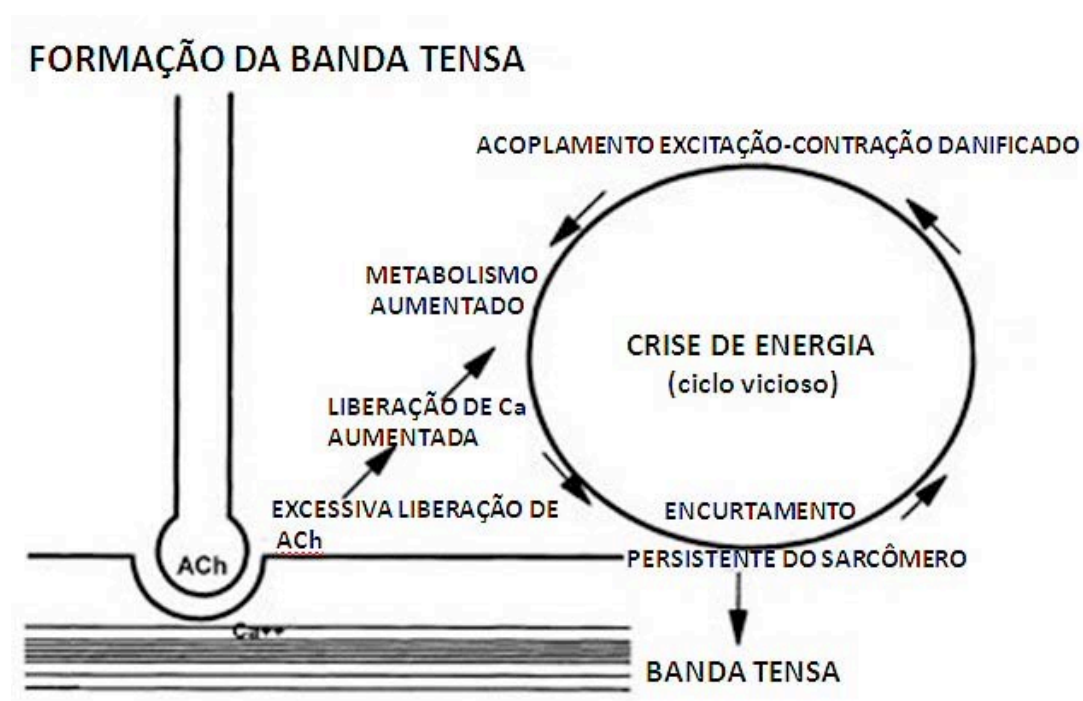 FORMAÇÃO DA BANDA TENSA
ACOPLAMENTO EXCITAÇÃO-CONTRAÇÃO DANIFICADO
METABOLISMO
AUMENTADO
CRISE DE ENERGIA
(ciclo vicioso)
LIBERAÇÃO DE Ca
AUMENTADA
EXCESSIVA LIBERAÇÃO DE
ACh
ENCURTAMENTO
PERSISTENTE DO SARCÔMERO
ACh
Ca++
BANDA TENSA